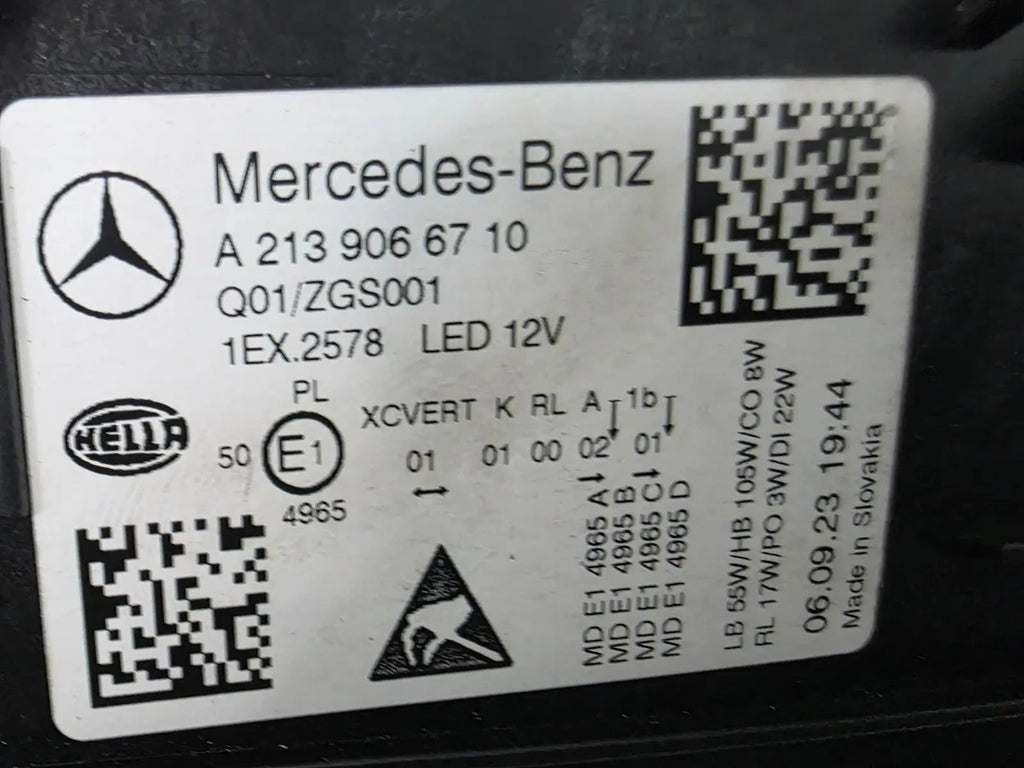 Mercedes-Benz
A 213 906 67 10
Q01/ZGS001
1EX.2578 LED 12V
HELLA
PL
50 E1
4965
XCVERT K RL A 1b
01 01 00 02 01
MD E1 4965 A
MD E1 4965 B
MD E1 4965 C
MD E1 4965 D
LB 55W/HB 105W/CO 8W
RL 17W/PO 3W/DI 22W
06.09.23 19:44
Made in Slovakia